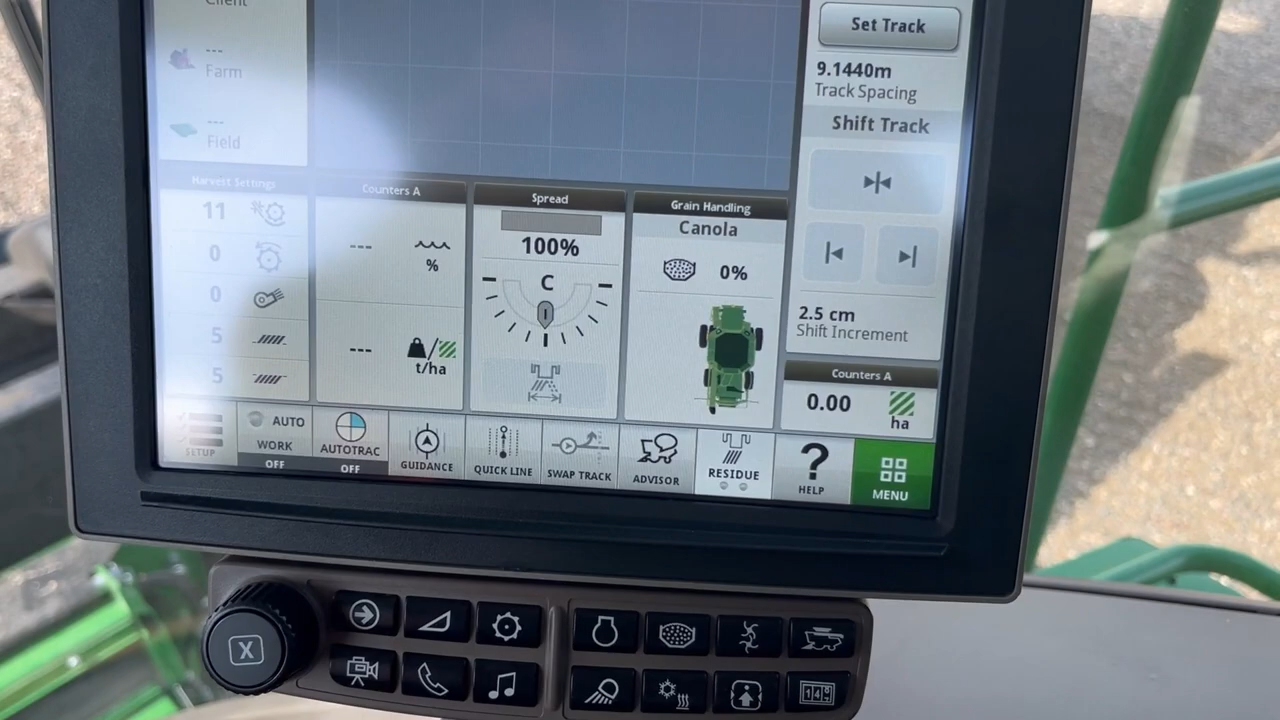 Client
---
Farm
---
Field
Set Track
9.1440m
Track Spacing
Shift Track
2.5 cm
Shift Increment
Harvest Settings
11
0
0
5
5
Counters A
---
%
---
t/ha
Spread
100%
C
Grain Handling
Canola
0%
Counters A
0.00
ha
SETUP
AUTO
WORK
OFF
AUTOTRAC
OFF
GUIDANCE
QUICK LINE
SWAP TRACK
ADVISOR
RESIDUE
?
HELP
MENU
X